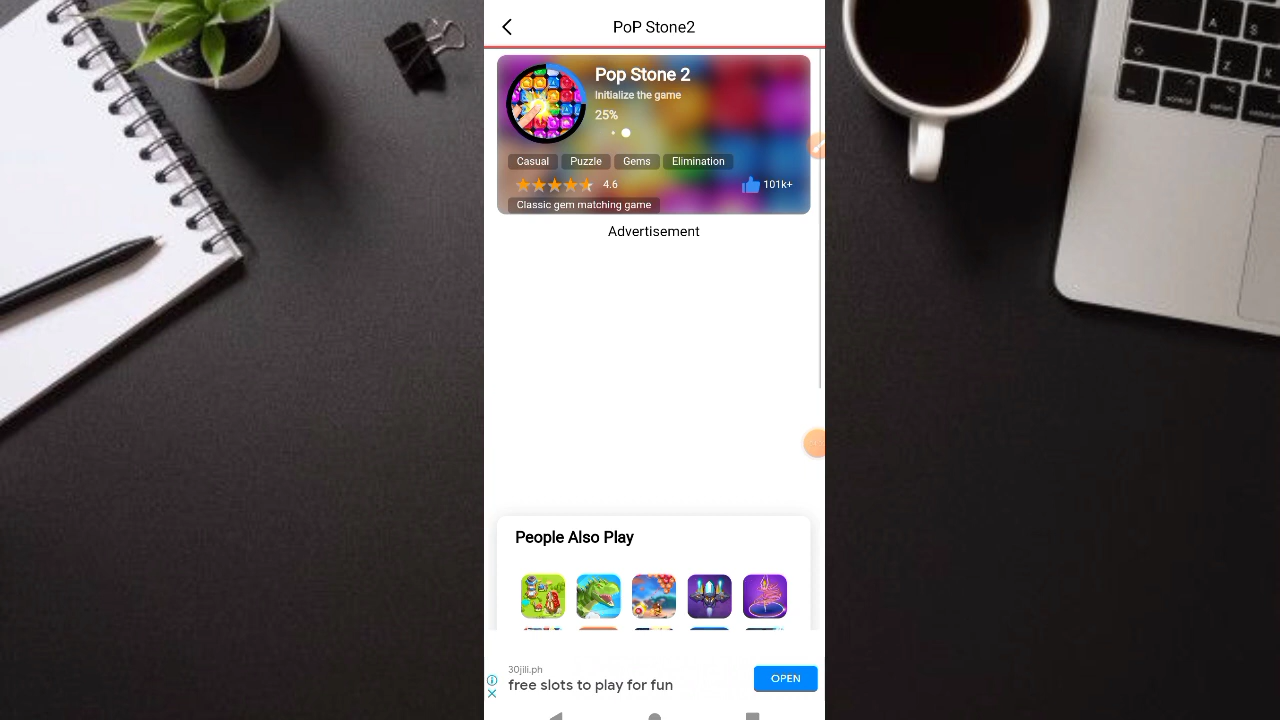 PoP Stone2
Pop Stone 2
Initialize the game
25%
Casual Puzzle Gems Elimination
4.6 101k+
Classic gem matching game
Advertisement
People Also Play
30jili.ph
free slots to play for fun
OPEN